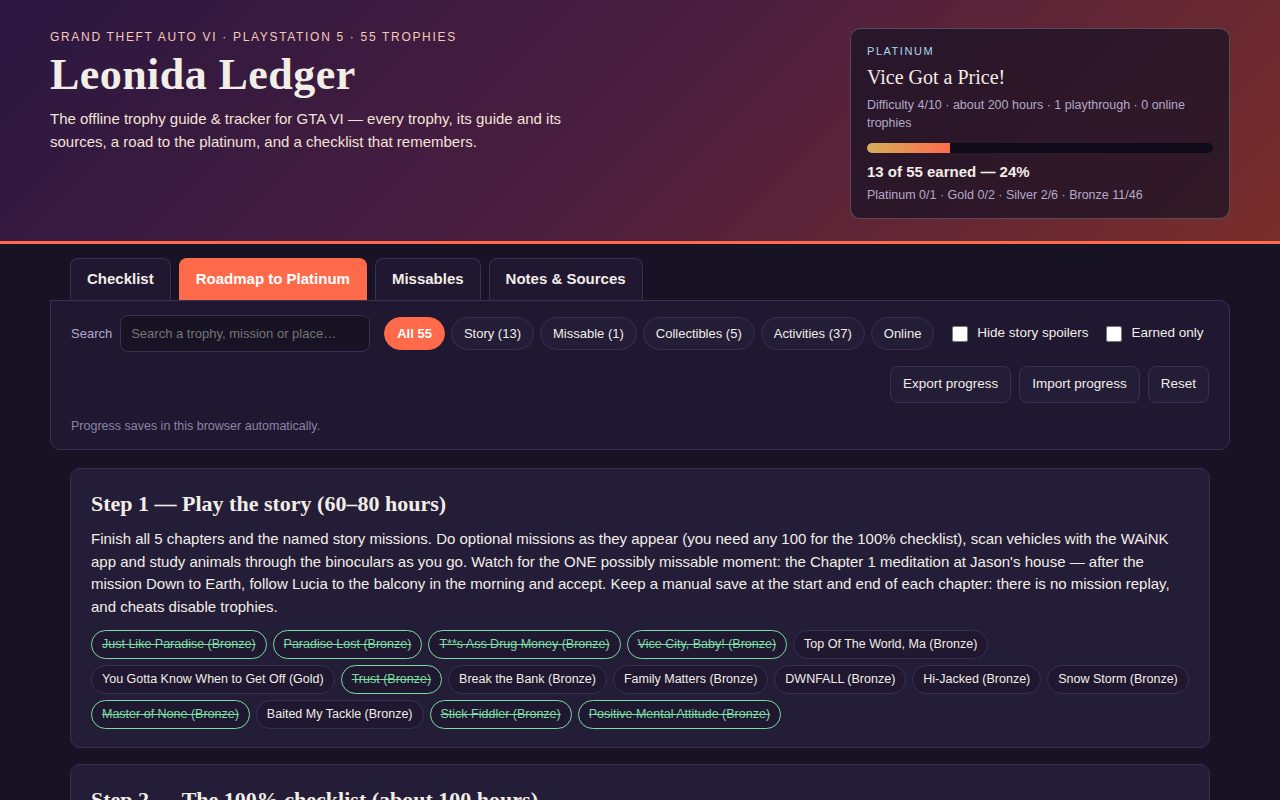 GRAND THEFT AUTO VI · PLAYSTATION 5 · 55 TROPHIES
Leonida Ledger
The offline trophy guide & tracker for GTA VI — every trophy, its guide and its
sources, a road to the platinum, and a checklist that remembers.
PLATINUM
Vice Got a Price!
Difficulty 4/10 · about 200 hours · 1 playthrough · 0 online
trophies
13 of 55 earned — 24%
Platinum 0/1 · Gold 0/2 · Silver 2/6 · Bronze 11/46
Checklist
Roadmap to Platinum
Missables
Notes & Sources
Search
Search a trophy, mission or place…
All 55
Story (13)
Missable (1)
Collectibles (5)
Activities (37)
Online
Hide story spoilers
Earned only
Export progress
Import progress
Reset
Progress saves in this browser automatically.
Step 1 — Play the story (60–80 hours)
Finish all 5 chapters and the named story missions. Do optional missions as they appear (you need any 100 for the 100% checklist), scan vehicles with the WAiNK
app and study animals through the binoculars as you go. Watch for the ONE possibly missable moment: the Chapter 1 meditation at Jason's house — after the
mission Down to Earth, follow Lucia to the balcony in the morning and accept. Keep a manual save at the start and end of each chapter: there is no mission replay,
and cheats disable trophies.
Just Like Paradise (Bronze)
Paradise Lost (Bronze)
T**s Ass Drug Money (Bronze)
Vice City, Baby! (Bronze)
Top Of The World, Ma (Bronze)
You Gotta Know When to Get Off (Gold)
Trust (Bronze)
Break the Bank (Bronze)
Family Matters (Bronze)
DWNFALL (Bronze)
Hi-Jacked (Bronze)
Snow Storm (Bronze)
Master of None (Bronze)
Baited My Tackle (Bronze)
Stick Fiddler (Bronze)
Positive Mental Attitude (Bronze)
Step 2 — The 100% checklist (about 100 hours)